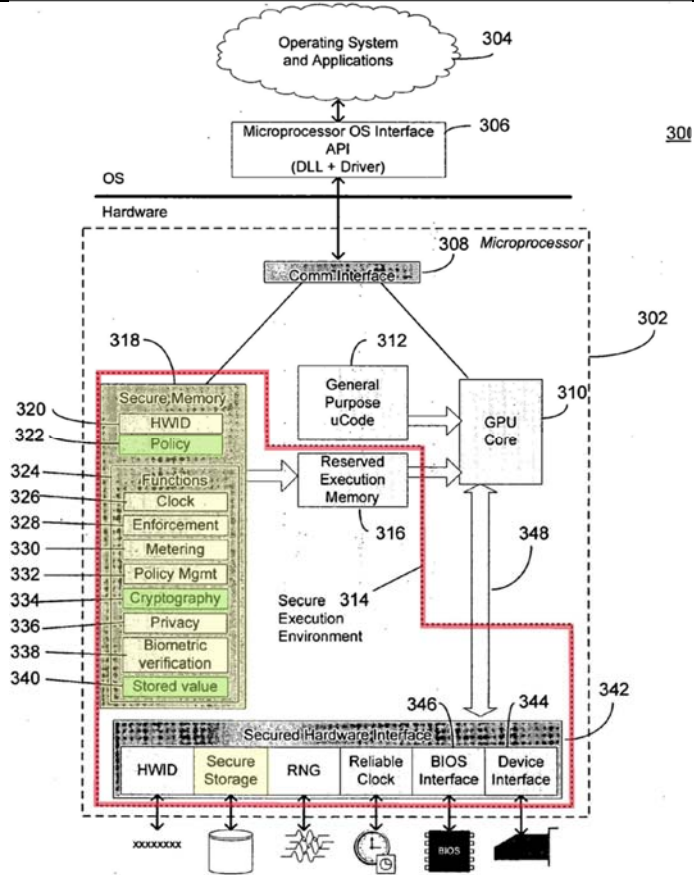 Operating System
and Applications
304
Microprocessor OS Interface
API
(DLL + Driver)
306
OS
Hardware
308
Microprocessor
Comm Interface
302
318
312
310
General
Purpose
uCode
GPU
Core
Secure Memory
320
HWID
322
Policy
324
Functions
326
Clock
328
Enforcement
330
Metering
332
Policy Mgmt
334
Cryptography
336
Privacy
338
Biometric
verification
340
Stored value
Reserved
Execution
Memory
316
348
Secure
Execution
Environment
314
346
344
342
Secured Hardware Interface
HWID
Secure
Storage
RNG
Reliable
Clock
BIOS
Interface
Device
Interface
xxxxxxxx
BIOS